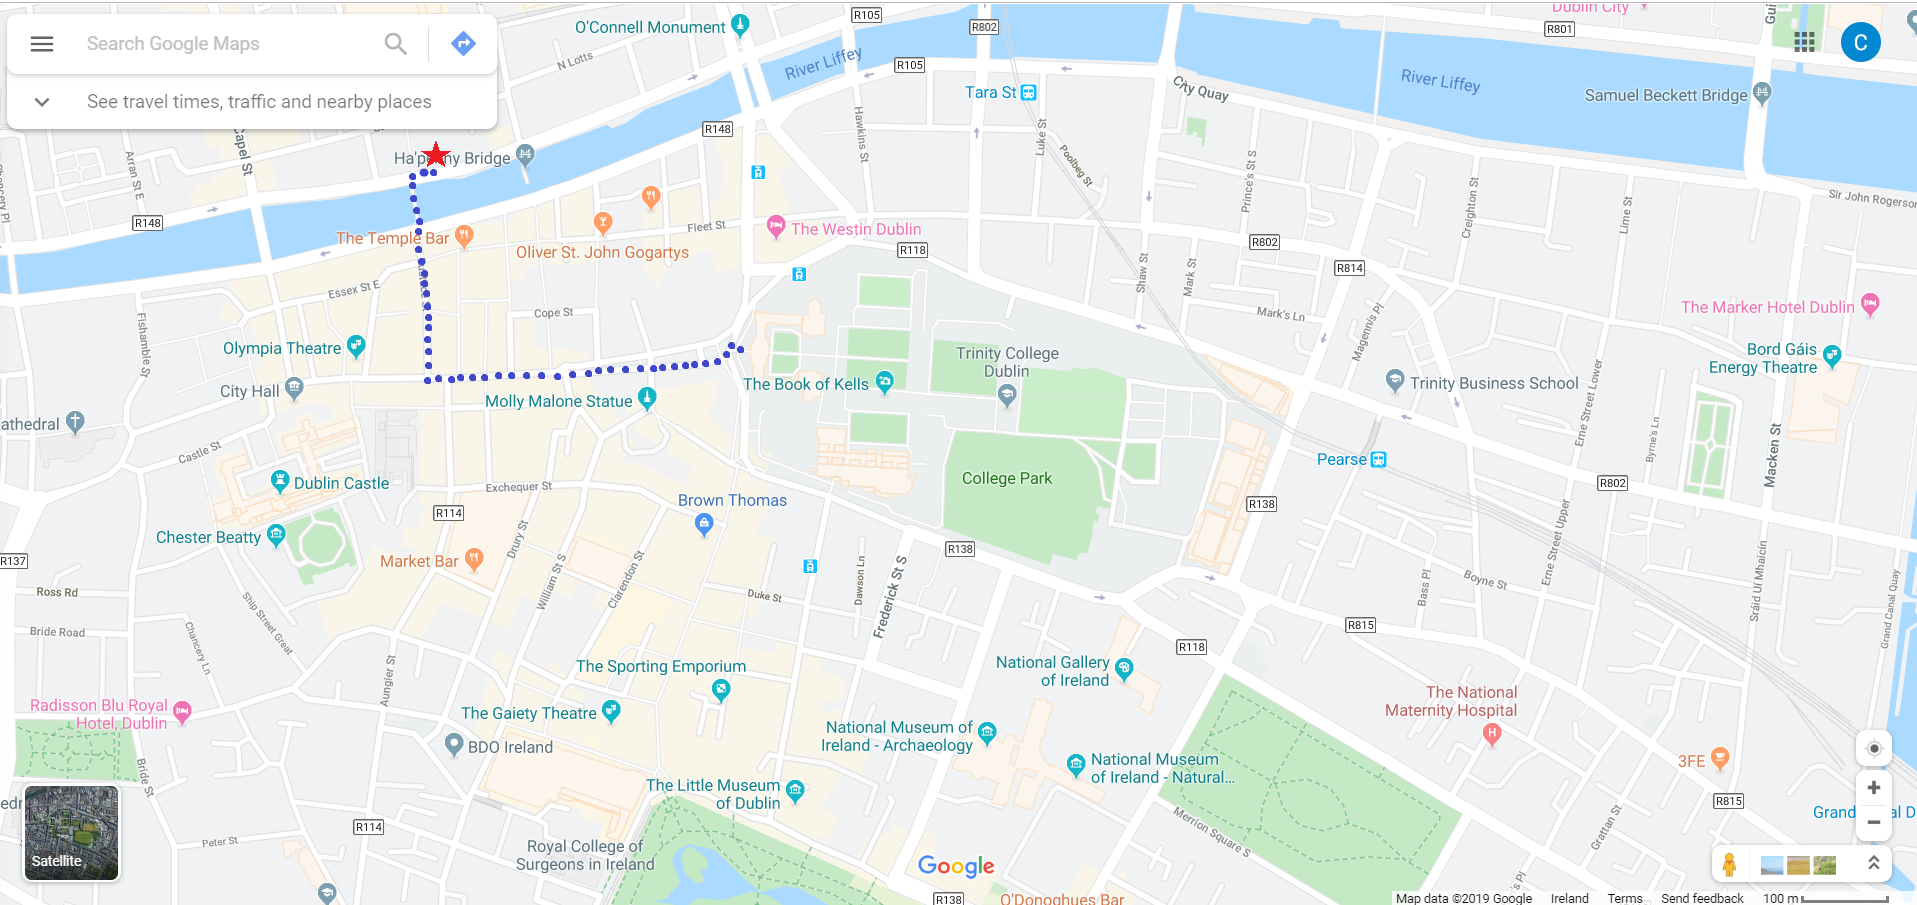 Search Google Maps
See travel times, traffic and nearby places
O'Connell Monument
R105
R802
Dublin City
R801
N Lotts
River Liffey
R105
Tara St
City Quay
River Liffey
Samuel Beckett Bridge
C
Capel St
R148
Hawkins St
Luke St
Poolbeg St
Prince's St S
Creighton St
Lime St
Sir John Rogerson
Chancery Pl
Arran St E
Ha'penny Bridge
R148
The Temple Bar
Oliver St. John Gogartys
Fleet St
The Westin Dublin
R118
R802
R814
Shaw St
Mark St
Mark's Ln
Magennis Pl
The Marker Hotel Dublin
Essex St E
Fishamble St
Cope St
Olympia Theatre
City Hall
Molly Malone Statue
The Book of Kells
Trinity College
Dublin
Trinity Business School
Bord Gáis
Energy Theatre
Erne Street Lower
Byrne's Ln
Macken St
athedral
Castle St
Dublin Castle
Exchequer St
Brown Thomas
College Park
Pearse
R802
R138
R114
Chester Beatty
Market Bar
Drury St
William St S
Clarendon St
R138
Dawson Ln
Frederick St S
Duke St
R137
Ross Rd
Bride Road
Ship Street Great
Chancery Ln
Aungier St
Bass Pl
Boyne St
Erne Street Upper
Sráid Uí Mhaicín
Grand Canal Quay
R815
R118
The Sporting Emporium
National Gallery
of Ireland
The National
Maternity Hospital
Radisson Blu Royal
Hotel, Dublin
The Gaiety Theatre
BDO Ireland
National Museum of
Ireland - Archaeology
National Museum
of Ireland - Natural...
3FE
Bride St
The Little Museum
of Dublin
R815
Merrion Square S
Grattan St
R114
Peter St
Royal College of
Surgeons in Ireland
Satellite
Google
R138
O'Donoghues Bar
Map data ©2019 Google
Ireland
Terms
Send feedback
100 m